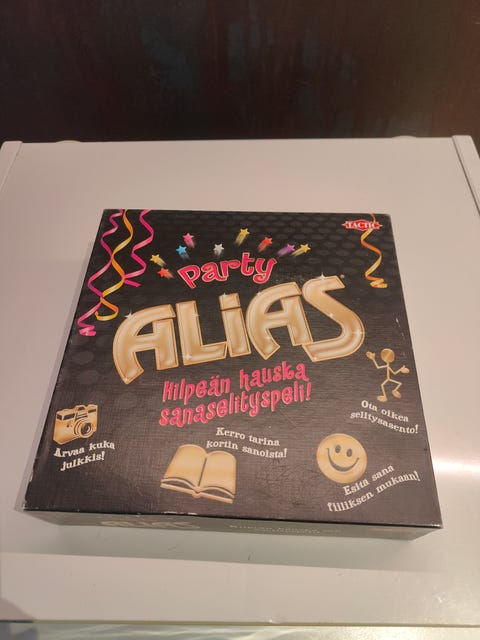 TACTIC
Party
ALiAS
Hilpeän hauska
sanaselityspeli!
Ota oikea
selitysasento!
Arvaa kuka
julkkis!
Kerro tarina
kortin sanoista!
Esitä sana
fiiliksen mukaan!
ALiAS